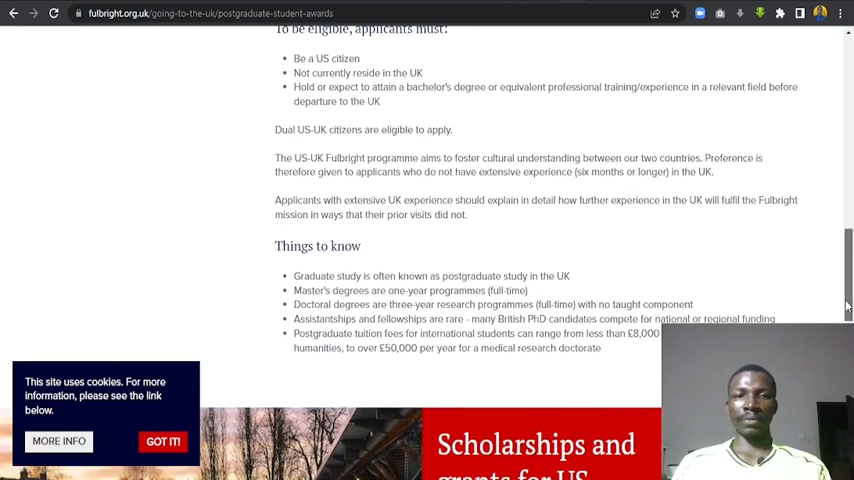 fulbright.org.uk/going-to-the-uk/postgraduate-student-awards
To be eligible, applicants must:
• Be a US citizen
• Not currently reside in the UK
• Hold or expect to attain a bachelor's degree or equivalent professional training/experience in a relevant field before
departure to the UK
Dual US-UK citizens are eligible to apply.
The US-UK Fulbright programme aims to foster cultural understanding between our two countries. Preference is
therefore given to applicants who do not have extensive experience (six months or longer) in the UK.
Applicants with extensive UK experience should explain in detail how further experience in the UK will fulfil the Fulbright
mission in ways that their prior visits did not.
Things to know
• Graduate study is often known as postgraduate study in the UK
• Master's degrees are one-year programmes (full-time)
• Doctoral degrees are three-year research programmes (full-time) with no taught component
• Assistantships and fellowships are rare - many British PhD candidates compete for national or regional funding
• Postgraduate tuition fees for international students can range from less than £8,000
humanities, to over £50,000 per year for a medical research doctorate
This site uses cookies. For more
information, please see the link
below.
MORE INFO
GOT IT!
Scholarships and
grants for US